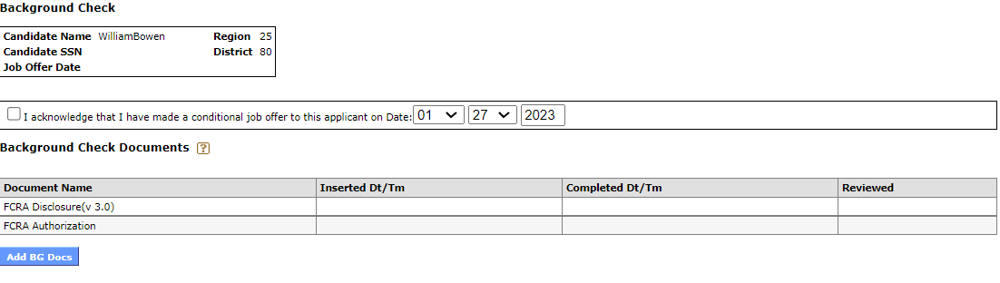 Background Check
Candidate Name WilliamBowen Region 25
Candidate SSN District 80
Job Offer Date
I acknowledge that I have made a conditional job offer to this applicant on Date: 01 27 2023
Background Check Documents ?
Document Name Inserted Dt/Tm Completed Dt/Tm Reviewed
FCRA Disclosure(v 3.0)
FCRA Authorization
Add BG Docs